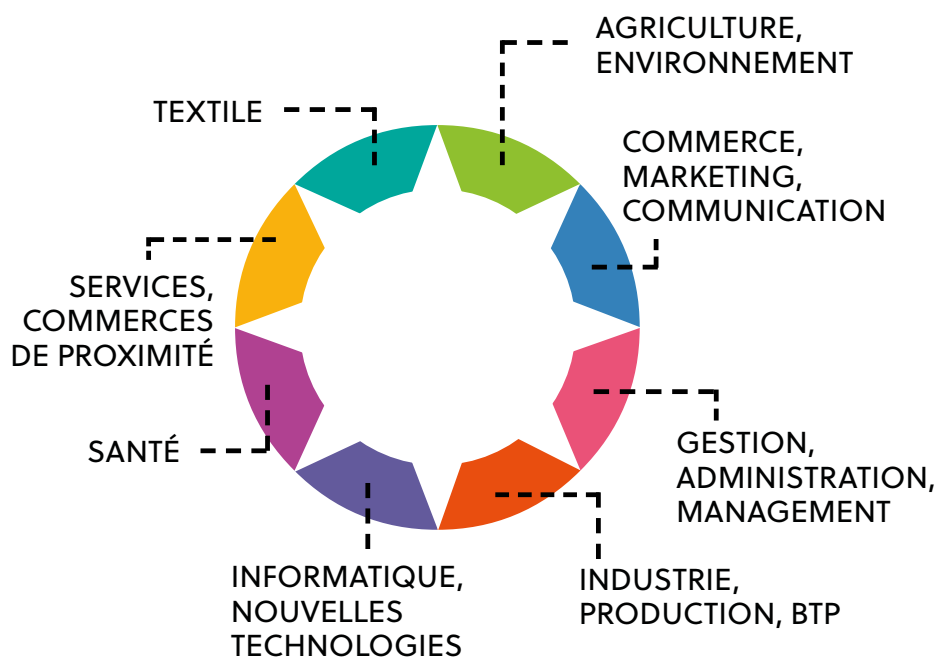 AGRICULTURE,
ENVIRONNEMENT
COMMERCE,
MARKETING,
COMMUNICATION
GESTION,
ADMINISTRATION,
MANAGEMENT
INDUSTRIE,
PRODUCTION, BTP
INFORMATIQUE,
NOUVELLES
TECHNOLOGIES
SANTÉ
SERVICES,
COMMERCES
DE PROXIMITÉ
TEXTILE